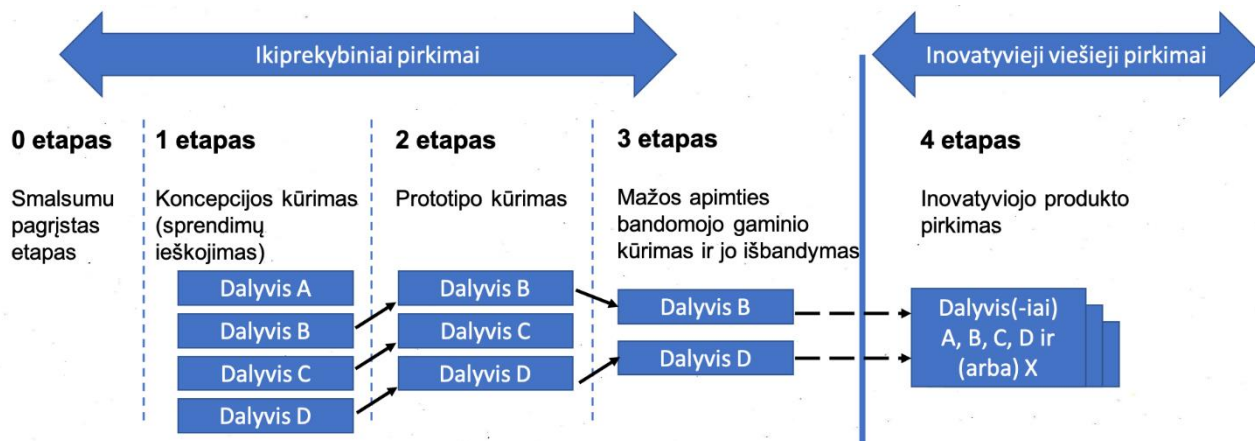 Ikiprekybiniai pirkimai
Inovatyvieji viešieji pirkimai
0 etapas
Smalsumu
pagrįstas
etapas
1 etapas
Koncepcijos kūrimas
(sprendimų
ieškojimas)
Dalyvis A
Dalyvis B
Dalyvis C
Dalyvis D
2 etapas
Prototipo kūrimas
Dalyvis B
Dalyvis C
Dalyvis D
3 etapas
Mažos apimties
bandomojo gaminio
kūrimas ir jo išbandymas
Dalyvis B
Dalyvis D
4 etapas
Inovatyviojo produkto
pirkimas
Dalyvis(-iai)
A, B, C, D ir
(arba) X